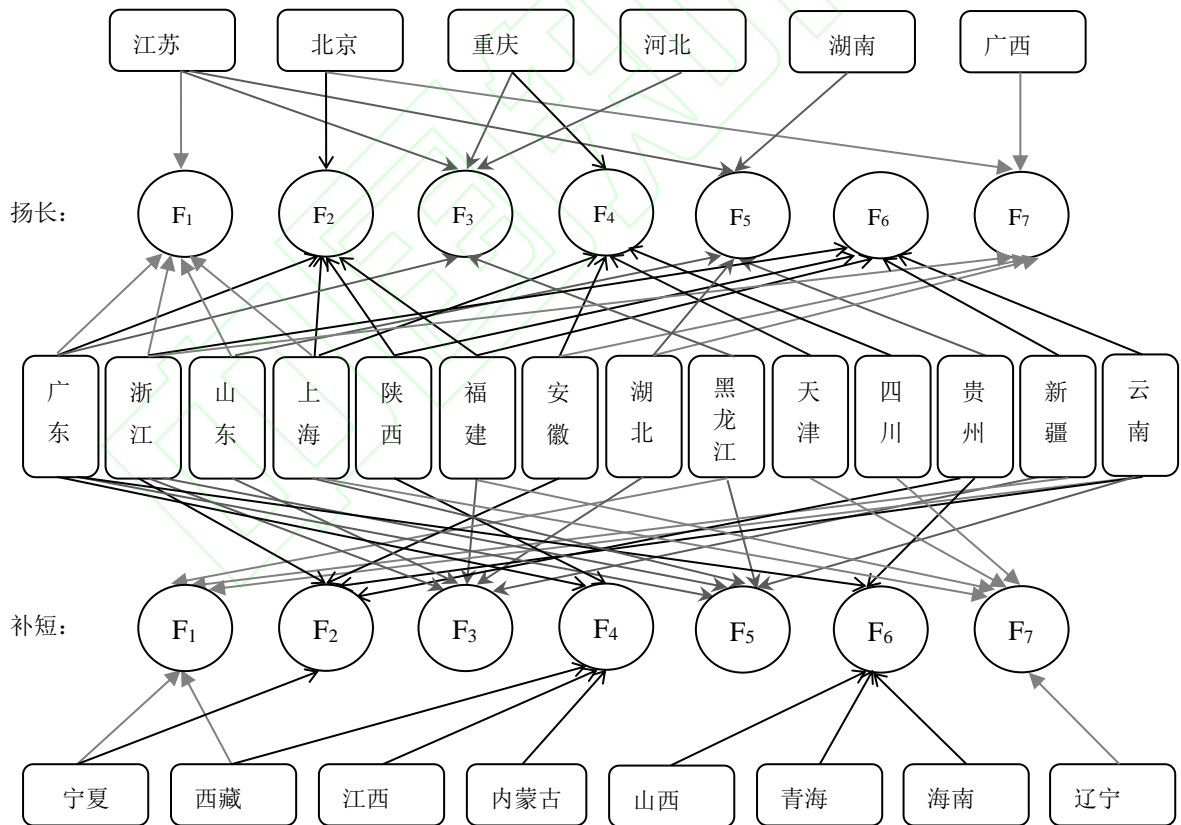 江苏 北京 重庆 河北 湖南 广西
扬长: F₁ F₂ F₃ F₄ F₅ F₆ F₇
广东 浙江 山东 上海 陕西 福建 安徽 湖北 黑龙江 天津 四川 贵州 新疆 云南
补短: F₁ F₂ F₃ F₄ F₅ F₆ F₇
宁夏 西藏 江西 内蒙古 山西 青海 海南 辽宁